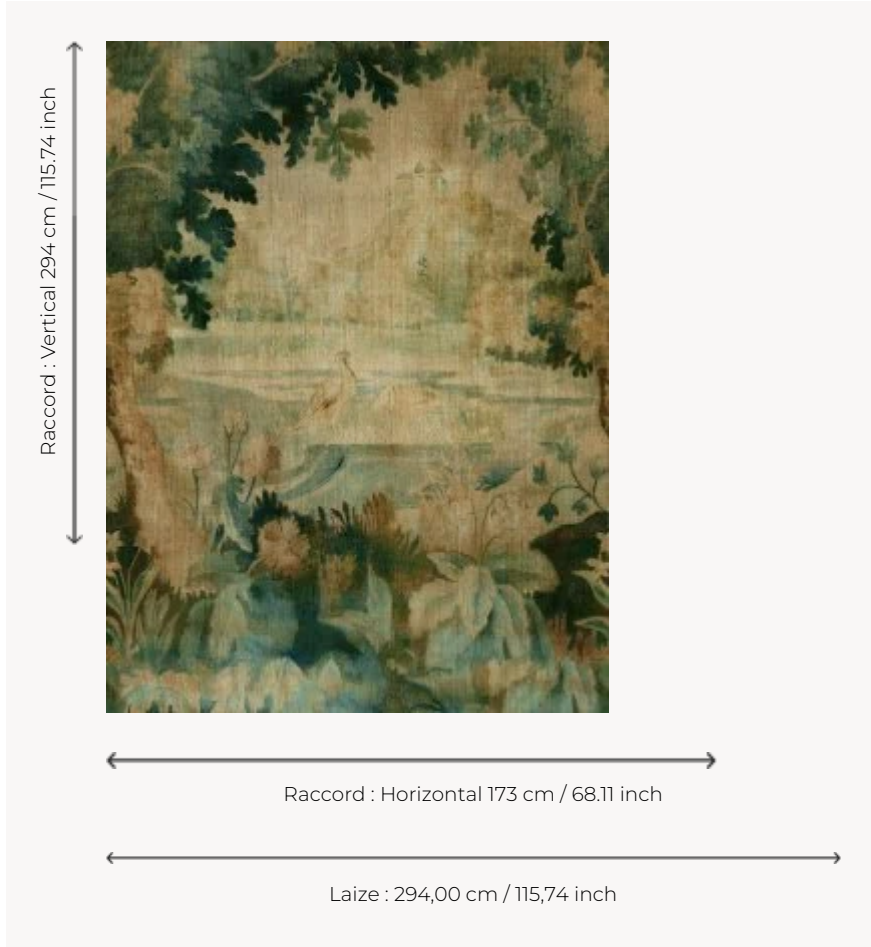 Raccord : Vertical 294 cm / 115.74 inch
Raccord : Horizontal 173 cm / 68.11 inch
Laize : 294,00 cm / 115,74 inch